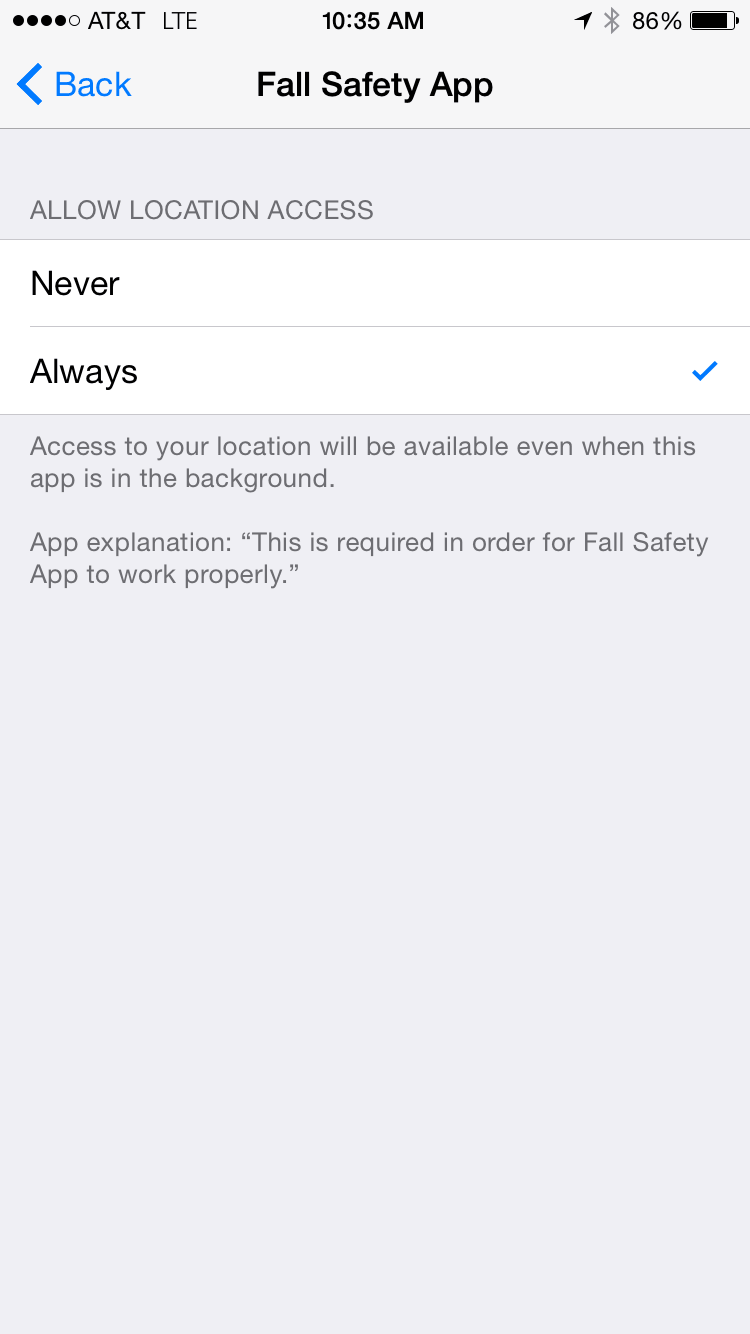 AT&T LTE 10:35 AM 86%
Back Fall Safety App
ALLOW LOCATION ACCESS
Never
Always
Access to your location will be available even when this
app is in the background.
App explanation: “This is required in order for Fall Safety
App to work properly.”